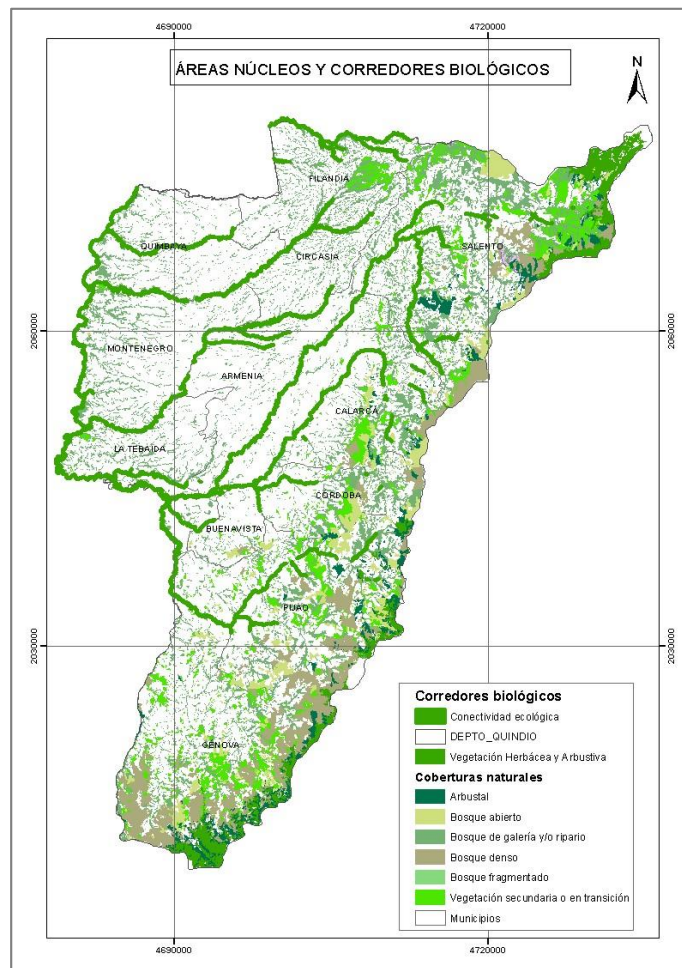 4690000
4720000
ÁREAS NÚCLEOS Y CORREDORES BIOLÓGICOS
N
FILANDIA
QUIMBAYA
SALENTO
CIRCASIA
2060000
2060000
MONTENEGRO
ARMENIA
CALARCÁ
LA TEBAIDA
CÓRDOBA
BUENAVISTA
PIJAO
2030000
2030000
GÉNOVA
Corredores biológicos
Conectividad ecológica
DEPTO_QUINDIO
Vegetación Herbácea y Arbustiva
Coberturas naturales
Arbustal
Bosque abierto
Bosque de galería y/o ripario
Bosque denso
Bosque fragmentado
Vegetación secundaria o en transición
Municipios
4690000
4720000